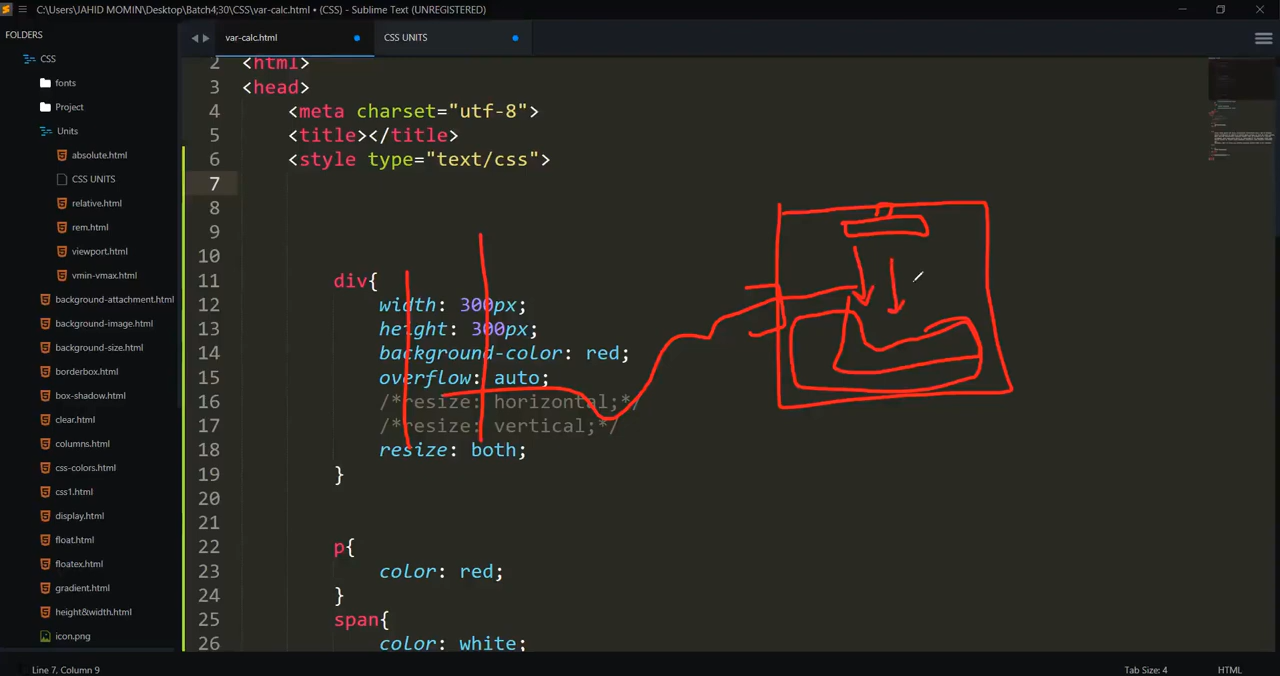 C:\Users\JAHID MOMIN\Desktop\Batch4;30\CSS\var-calc.html • (CSS) - Sublime Text (UNREGISTERED)
FOLDERS
CSS
fonts
Project
Units
absolute.html
CSS UNITS
relative.html
rem.html
viewport.html
vmin-vmax.html
background-attachment.html
background-image.html
background-size.html
borderbox.html
box-shadow.html
clear.html
columns.html
css-colors.html
css1.html
display.html
float.html
floatex.html
gradient.html
height&width.html
icon.png
var-calc.html
CSS UNITS
2 <html>
3 <head>
4 <meta charset="utf-8">
5 <title></title>
6 <style type="text/css">
7
8
9
10
11 div{
12 width: 300px;
13 height: 300px;
14 background-color: red;
15 overflow: auto;
16 /*resize: horizontal;*/
17 /*resize: vertical;*/
18 resize: both;
19 }
20
21
22 p{
23 color: red;
24 }
25 span{
26 color: white;
Line 7, Column 9
Tab Size: 4
HTML